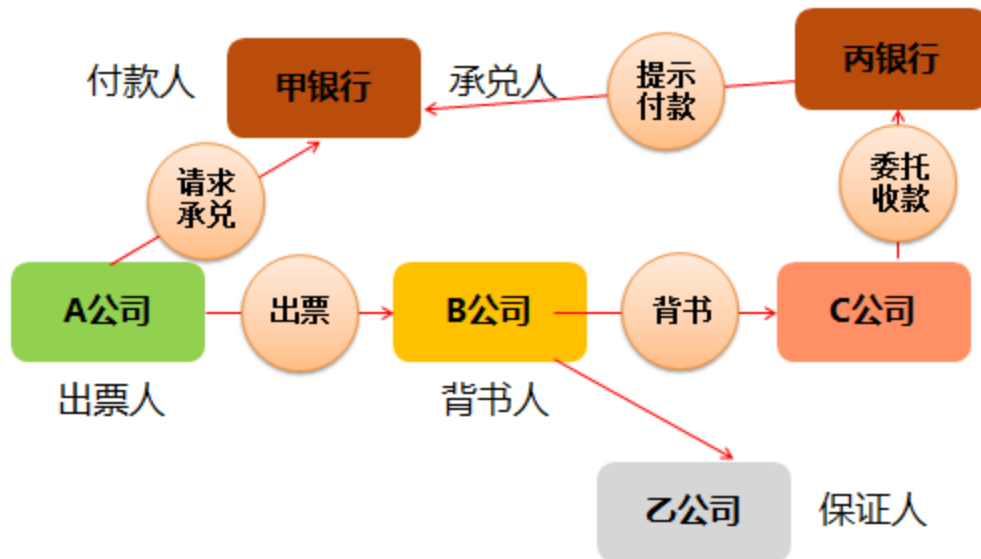 付款人
甲银行
承兑人
提示
付款
丙银行
请求
承兑
委托
收款
A公司
出票
B公司
背书
C公司
出票人
背书人
乙公司
保证人